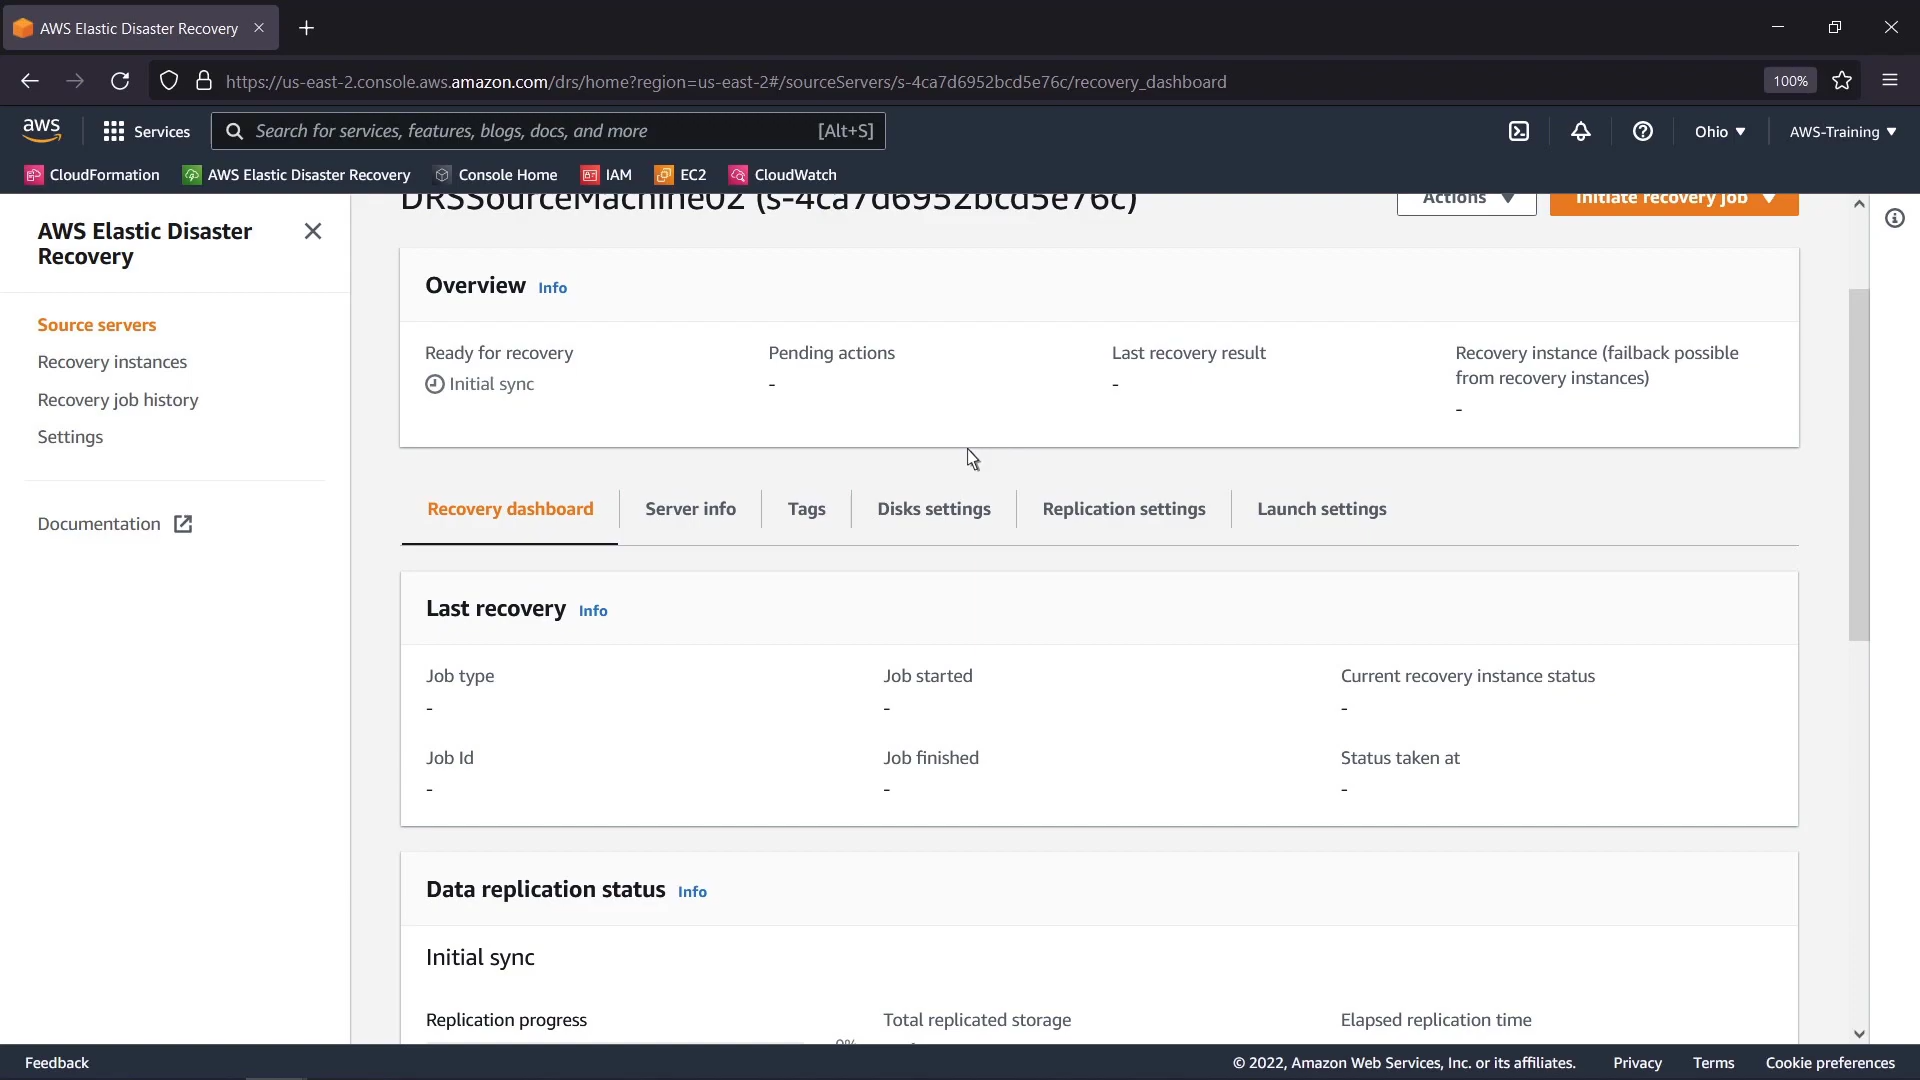 AWS Elastic Disaster Recovery
https://us-east-2.console.aws.amazon.com/drs/home?region=us-east-2#/sourceServers/s-4ca7d6952bcd5e76c/recovery_dashboard
100%
aws
Services
Search for services, features, blogs, docs, and more
[Alt+S]
Ohio
AWS-Training
CloudFormation
AWS Elastic Disaster Recovery
Console Home
IAM
EC2
CloudWatch
AWS Elastic Disaster
Recovery
Source servers
Recovery instances
Recovery job history
Settings
Documentation
DRSSourceMachine02 (s-4ca7d6952bcd5e76c)
Actions
Initiate recovery job
Overview Info
Ready for recovery
Initial sync
Pending actions
-
Last recovery result
-
Recovery instance (failback possible
from recovery instances)
-
Recovery dashboard
Server info
Tags
Disks settings
Replication settings
Launch settings
Last recovery Info
Job type
-
Job started
-
Current recovery instance status
-
Job Id
-
Job finished
-
Status taken at
-
Data replication status Info
Initial sync
Replication progress
0%
Total replicated storage
Elapsed replication time
Feedback
© 2022, Amazon Web Services, Inc. or its affiliates.
Privacy
Terms
Cookie preferences